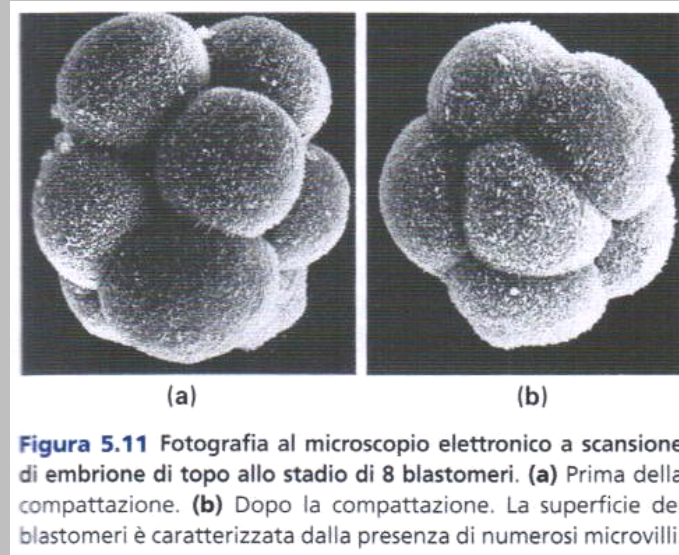 (a) (b)
Figura 5.11 Fotografia al microscopio elettronico a scansione
di embrione di topo allo stadio di 8 blastomeri. (a) Prima della
compattazione. (b) Dopo la compattazione. La superficie de
blastomeri è caratterizzata dalla presenza di numerosi microvilli